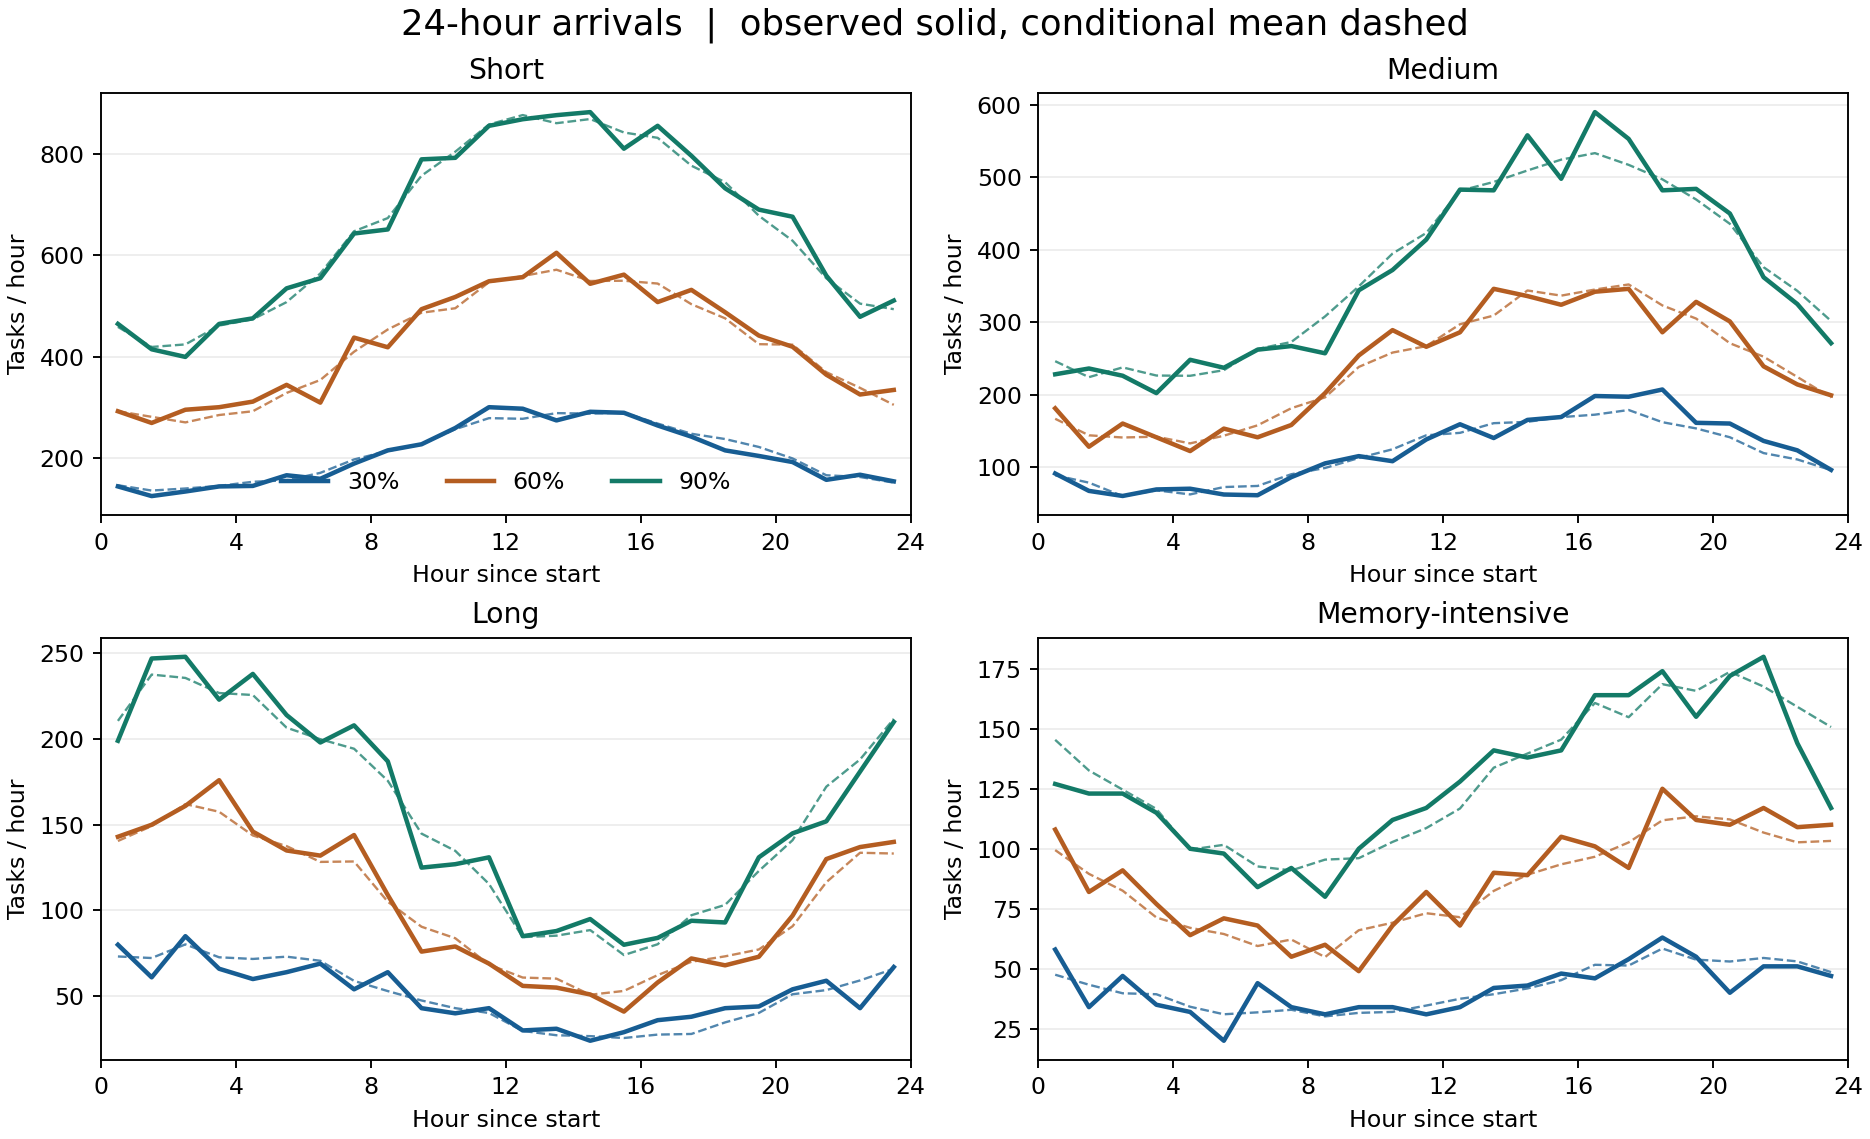 24-hour arrivals | observed solid, conditional mean dashed
Short
Tasks / hour
800
600
400
200
30% 60% 90%
0 4 8 12 16 20 24
Hour since start
Medium
Tasks / hour
600
500
400
300
200
100
0 4 8 12 16 20 24
Hour since start
Long
Tasks / hour
250
200
150
100
50
0 4 8 12 16 20 24
Hour since start
Memory-intensive
Tasks / hour
175
150
125
100
75
50
25
0 4 8 12 16 20 24
Hour since start